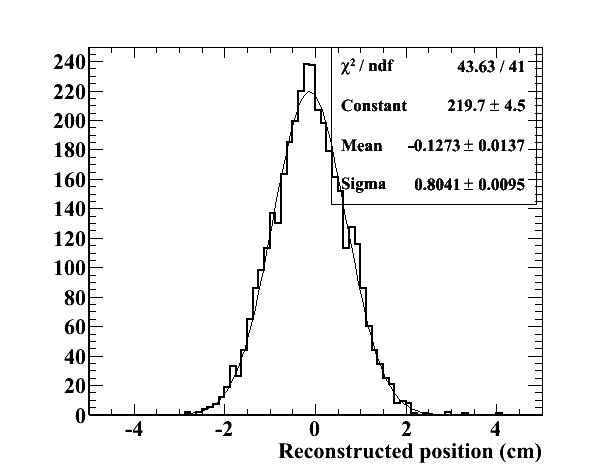 240
220
200
180
160
140
120
100
80
60
40
20
0
χ² / ndf 43.63 / 41
Constant 219.7 ± 4.5
Mean -0.1273 ± 0.0137
Sigma 0.8041 ± 0.0095
-4 -2 0 2 4
Reconstructed position (cm)